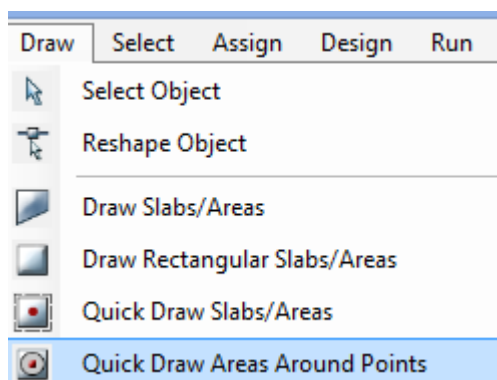 Draw Select Assign Design Run
Select Object
Reshape Object
Draw Slabs/Areas
Draw Rectangular Slabs/Areas
Quick Draw Slabs/Areas
Quick Draw Areas Around Points